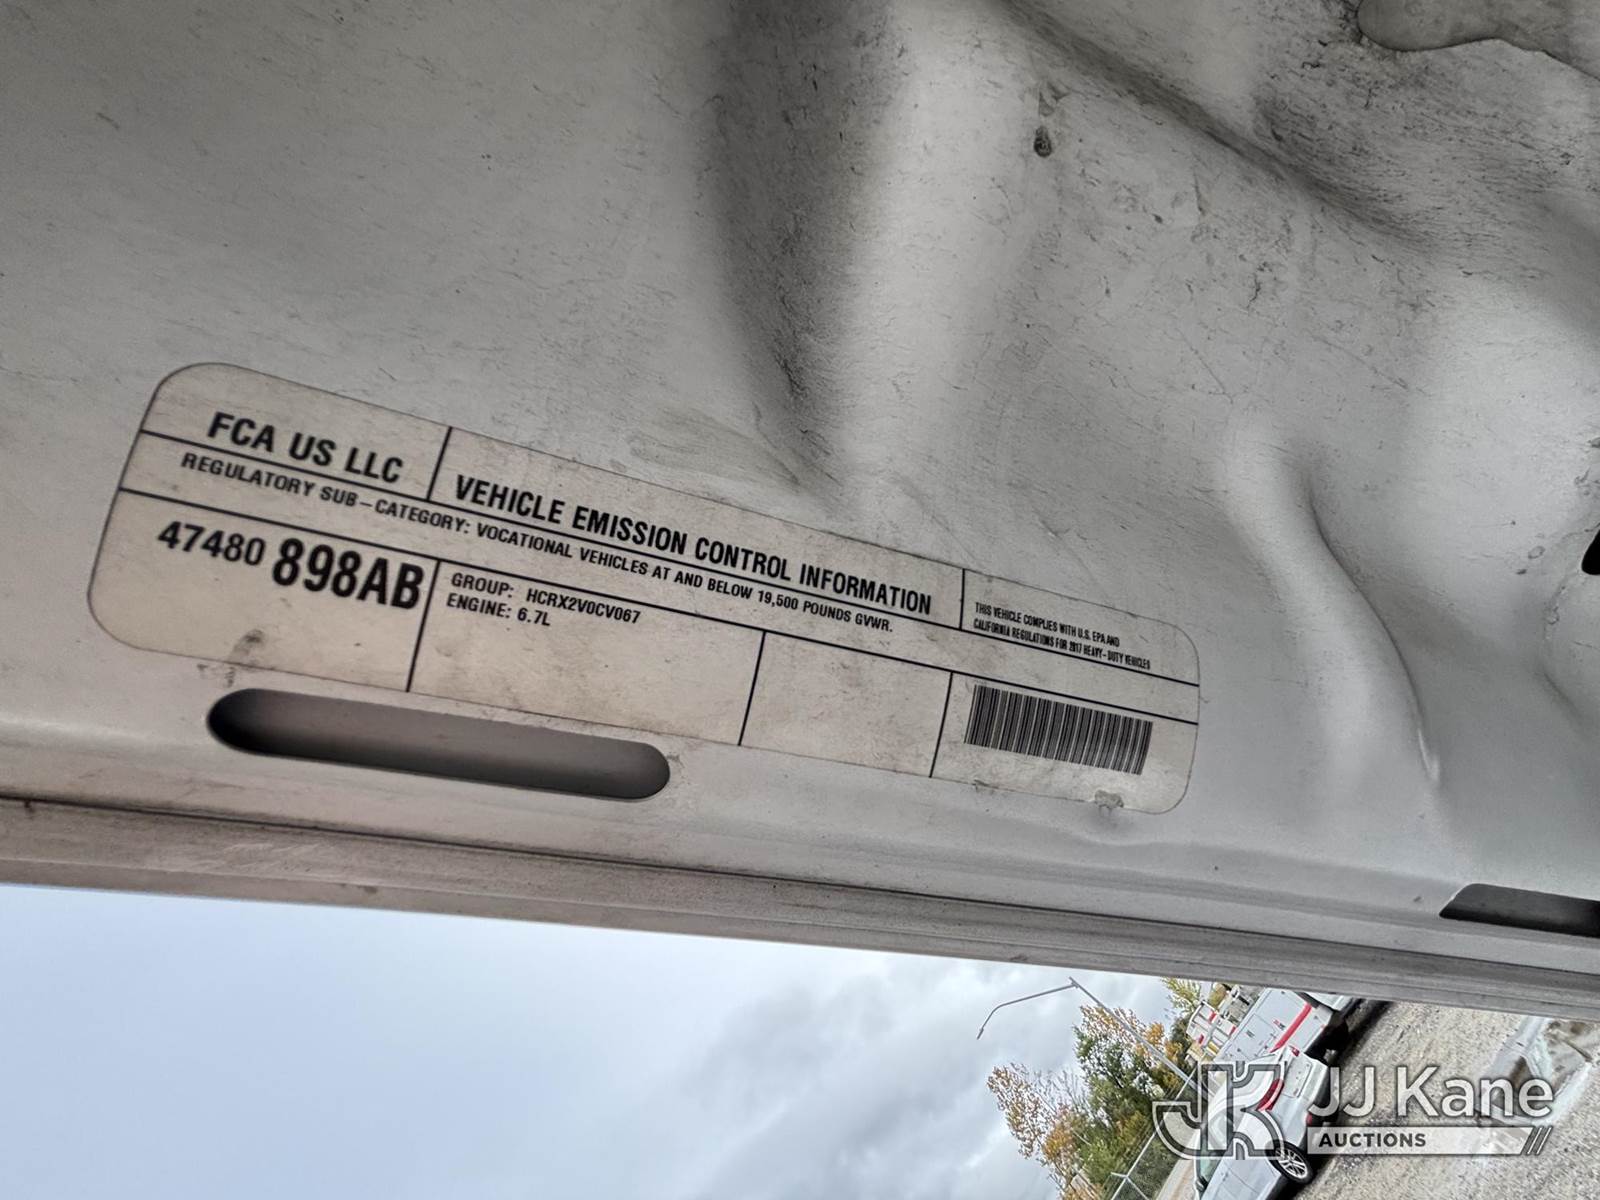 FCA US LLC
VEHICLE EMISSION CONTROL INFORMATION
THIS VEHICLE COMPLIES WITH U.S. EPA AND
CALIFORNIA REGULATIONS FOR 2017 HEAVY-DUTY VEHICLES
REGULATORY SUB-CATEGORY: VOCATIONAL VEHICLES AT AND BELOW 19,500 POUNDS GVWR.
47480 898AB
GROUP: HCRX2VOCV067
ENGINE: 6.7L
JJ Kane
AUCTIONS